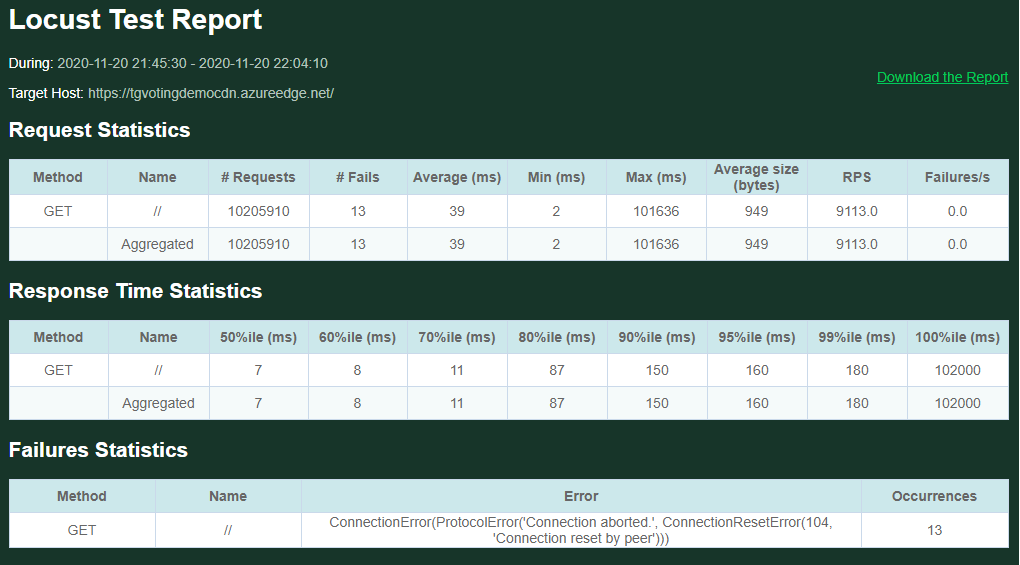 Locust Test Report
During: 2020-11-20 21:45:30 - 2020-11-20 22:04:10
Download the Report
Target Host: https://tgvotingdemocdn.azureedge.net/
Request Statistics
Method Name # Requests # Fails Average (ms) Min (ms) Max (ms) Average size (bytes) RPS Failures/s
GET // 10205910 13 39 2 101636 949 9113.0 0.0
Aggregated 10205910 13 39 2 101636 949 9113.0 0.0
Response Time Statistics
Method Name 50%ile (ms) 60%ile (ms) 70%ile (ms) 80%ile (ms) 90%ile (ms) 95%ile (ms) 99%ile (ms) 100%ile (ms)
GET // 7 8 11 87 150 160 180 102000
Aggregated 7 8 11 87 150 160 180 102000
Failures Statistics
Method Name Error Occurrences
GET // ConnectionError(ProtocolError('Connection aborted.', ConnectionResetError(104, 'Connection reset by peer'))) 13